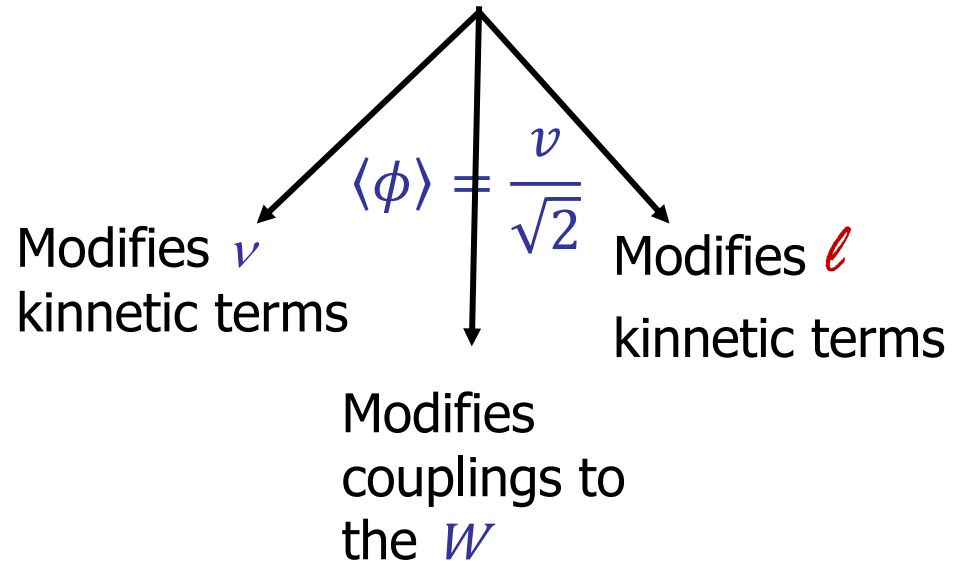 ⟨ϕ⟩ = v/√2
Modifies ν
kinnetic terms
Modifies ℓ
kinnetic terms
Modifies
couplings to
the W